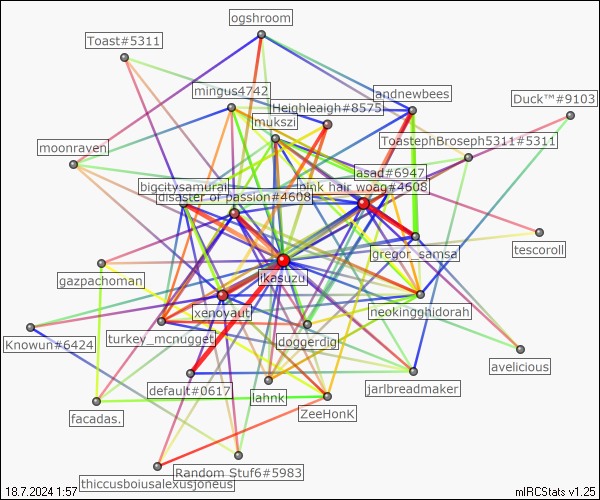 ogshroom
Toast#5311
mingus4742
andnewbees
Duck™#9103
Heighleaigh#8575
mukszi
ToastephBroseph5311#5311
moonraven
asad#6947
bigcitysamurai
pink hair woag#4608
disaster of passion#4608
tescoroll
gregor_samsa
gazpachoman
ikasuzu
xenoyaut
neokingghidorah
Knowun#6424
turkey_mcnugget
doggerdig
avelicious
default#0617
jarlbreadmaker
lahnk
facadas.
ZeeHonK
Random Stuf6#5983
thiccusboiusalexusjoneus
18.7.2024 1:57
mIRCStats v1.25